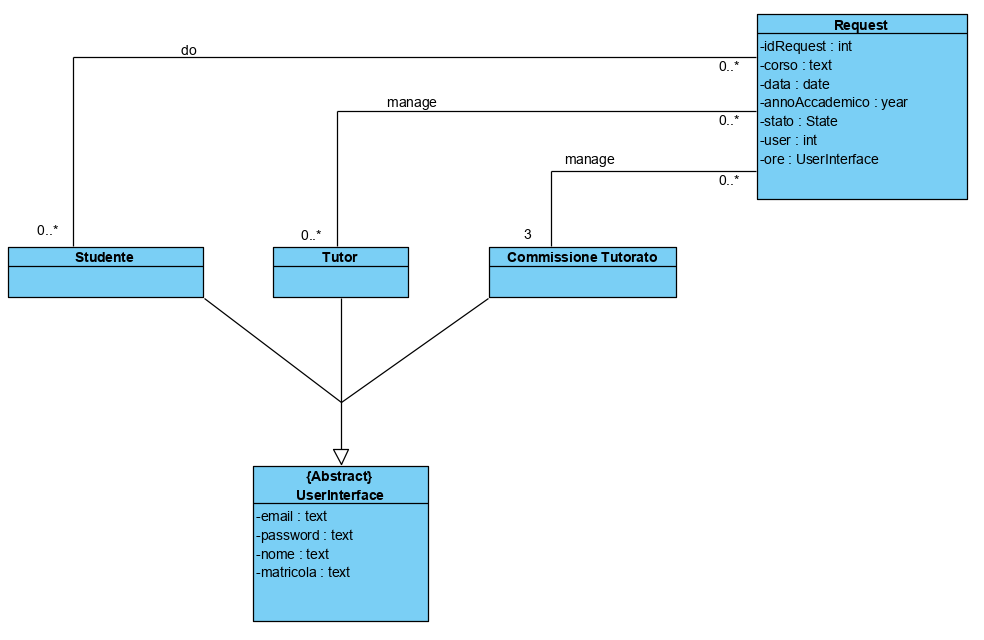 Request
-idRequest : int
-corso : text
-data : date
-annoAccademico : year
-stato : State
-user : int
-ore : UserInterface
do
0..*
manage
0..*
manage
0..*
0..*
0..*
3
Studente
Tutor
Commissione Tutorato
{Abstract}
UserInterface
-email : text
-password : text
-nome : text
-matricola : text